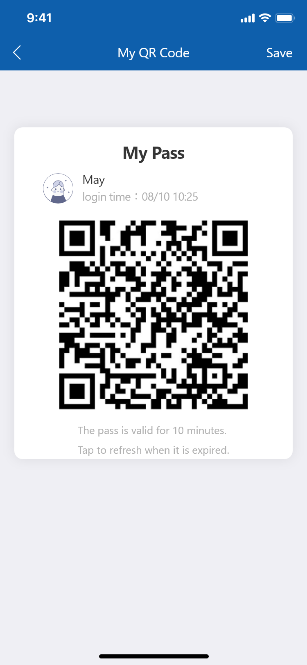 9:41
My QR Code
Save
My Pass
May
login time：08/10 10:25
The pass is valid for 10 minutes.
Tap to refresh when it is expired.